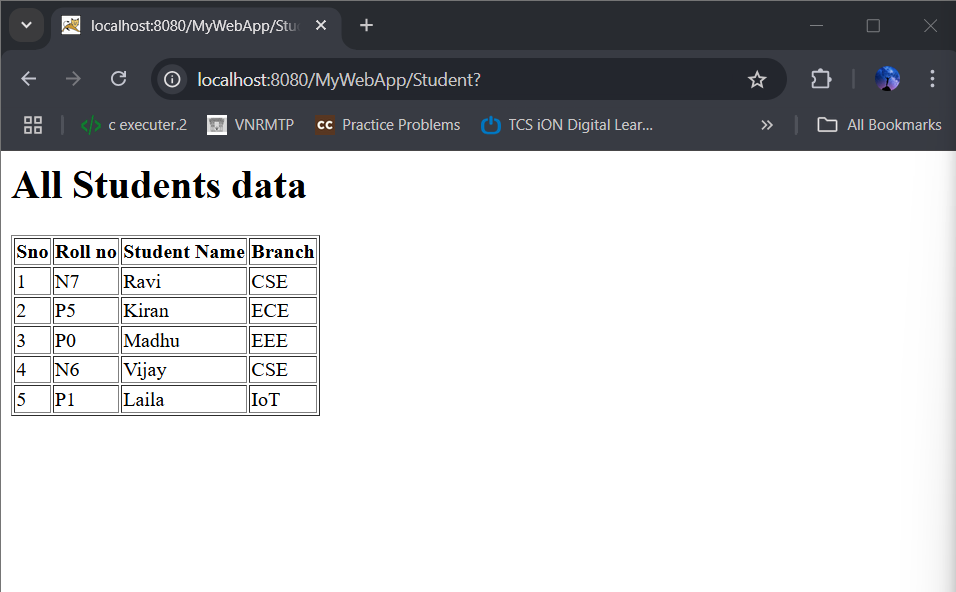 localhost:8080/MyWebApp/Stu
localhost:8080/MyWebApp/Student?
c executer.2 VNRMTP CC Practice Problems TCS iON Digital Lear... » All Bookmarks
All Students data
Sno Roll no Student Name Branch
1 N7 Ravi CSE
2 P5 Kiran ECE
3 P0 Madhu EEE
4 N6 Vijay CSE
5 P1 Laila IoT